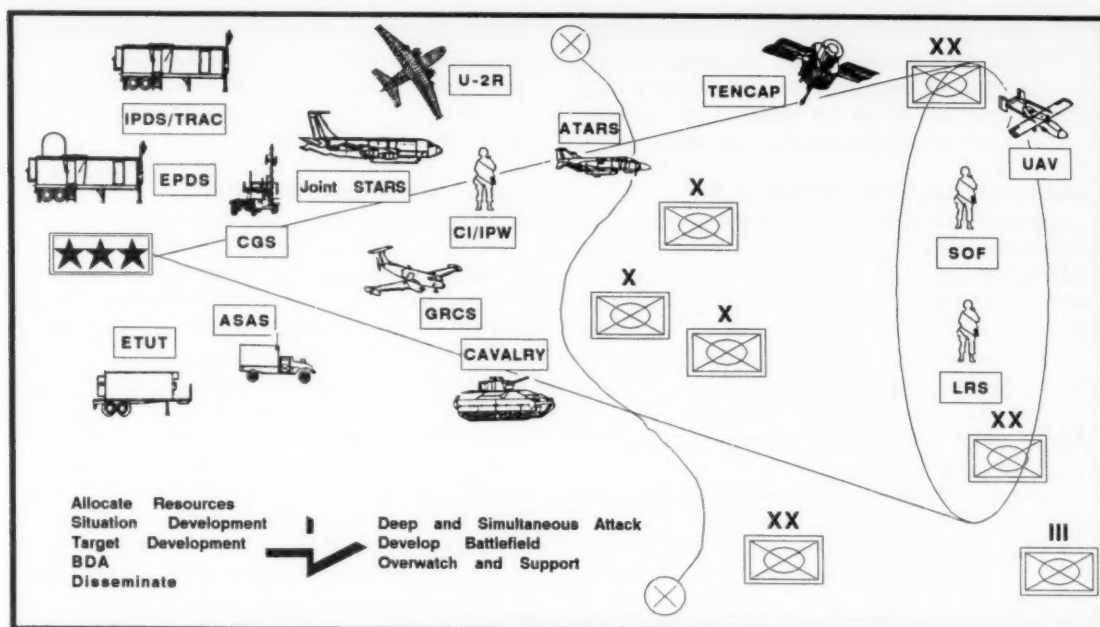 XX
U-2R
TENCAP
IPDS/TRAC
ATARS
UAV
EPDS
Joint STARS
X
CI/IPW
SOF
CGS
X
GRCS
X
ASAS
ETUT
CAVALRY
LRS
XX
Allocate Resources
Situation Development
Target Development
BDA
Disseminate
I
Deep and Simultaneous Attack
Develop Battlefield
Overwatch and Support
XX
III